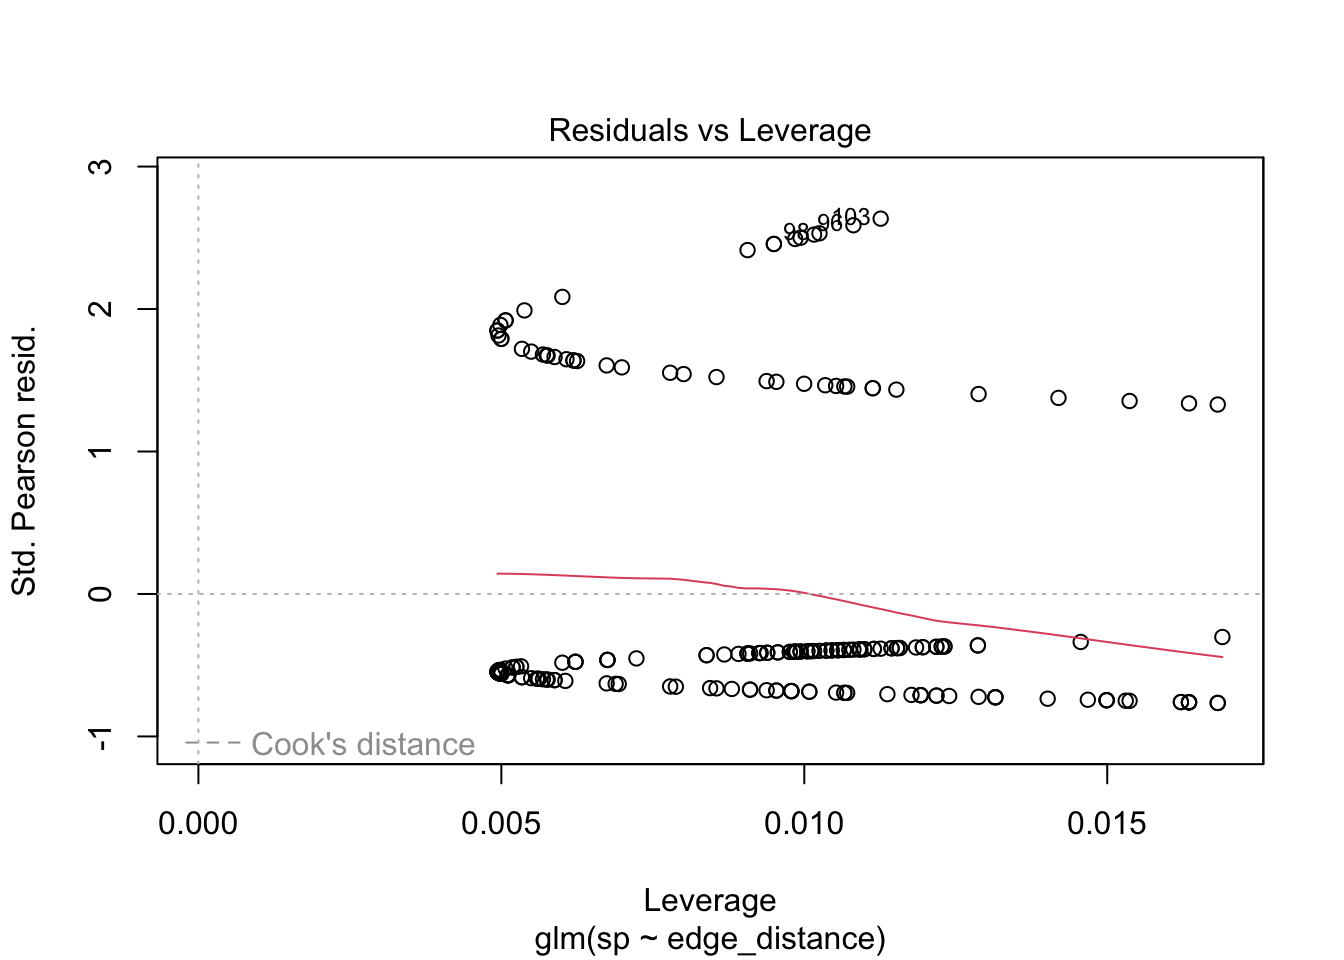 Residuals vs Leverage
Std. Pearson resid.
3
2
1
0
-1
103
96
98
Cook's distance
0.000 0.005 0.010 0.015
Leverage
glm(sp ~ edge_distance)